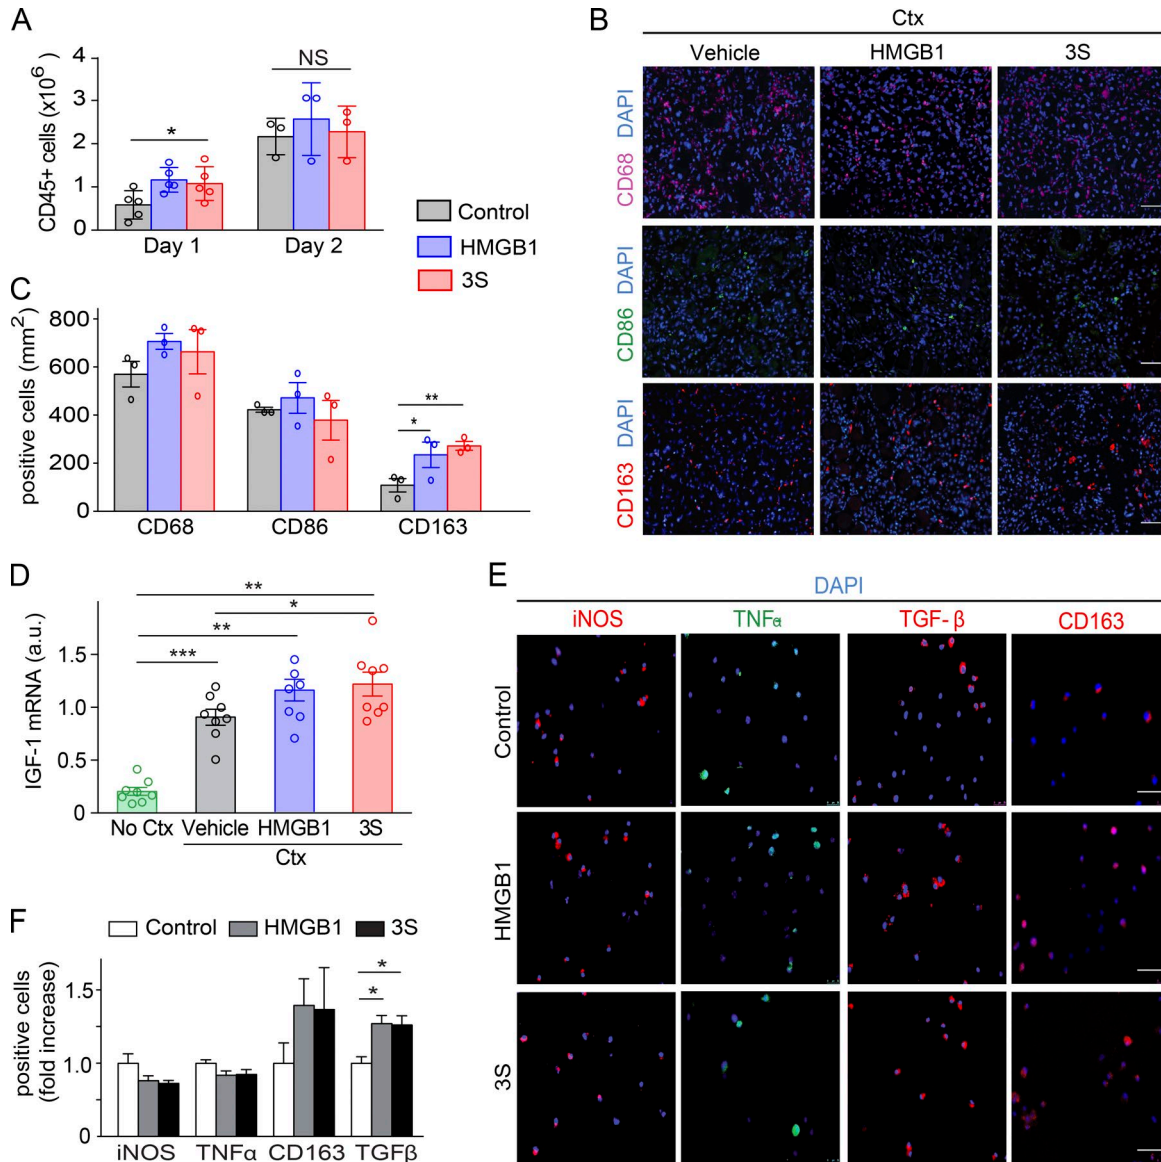 A
CD45+ cells (x10⁶)
4
3
2
1
0
*
NS
Day 1
Day 2
Control
HMGB1
3S
B
Ctx
Vehicle
HMGB1
3S
CD68 DAPI
CD86 DAPI
CD163 DAPI
C
positive cells (mm²)
800
600
400
200
0
*
**
CD68
CD86
CD163
D
IGF-1 mRNA (a.u.)
1.5
1.0
0.5
0
**
*
**
***
No Ctx
Vehicle
HMGB1
3S
Ctx
E
DAPI
iNOS
TNFα
TGF- β
CD163
Control
HMGB1
3S
F
Control
HMGB1
3S
positive cells
(fold increase)
1.5
1.0
0
*
*
iNOS
TNFα
CD163
TGFβ